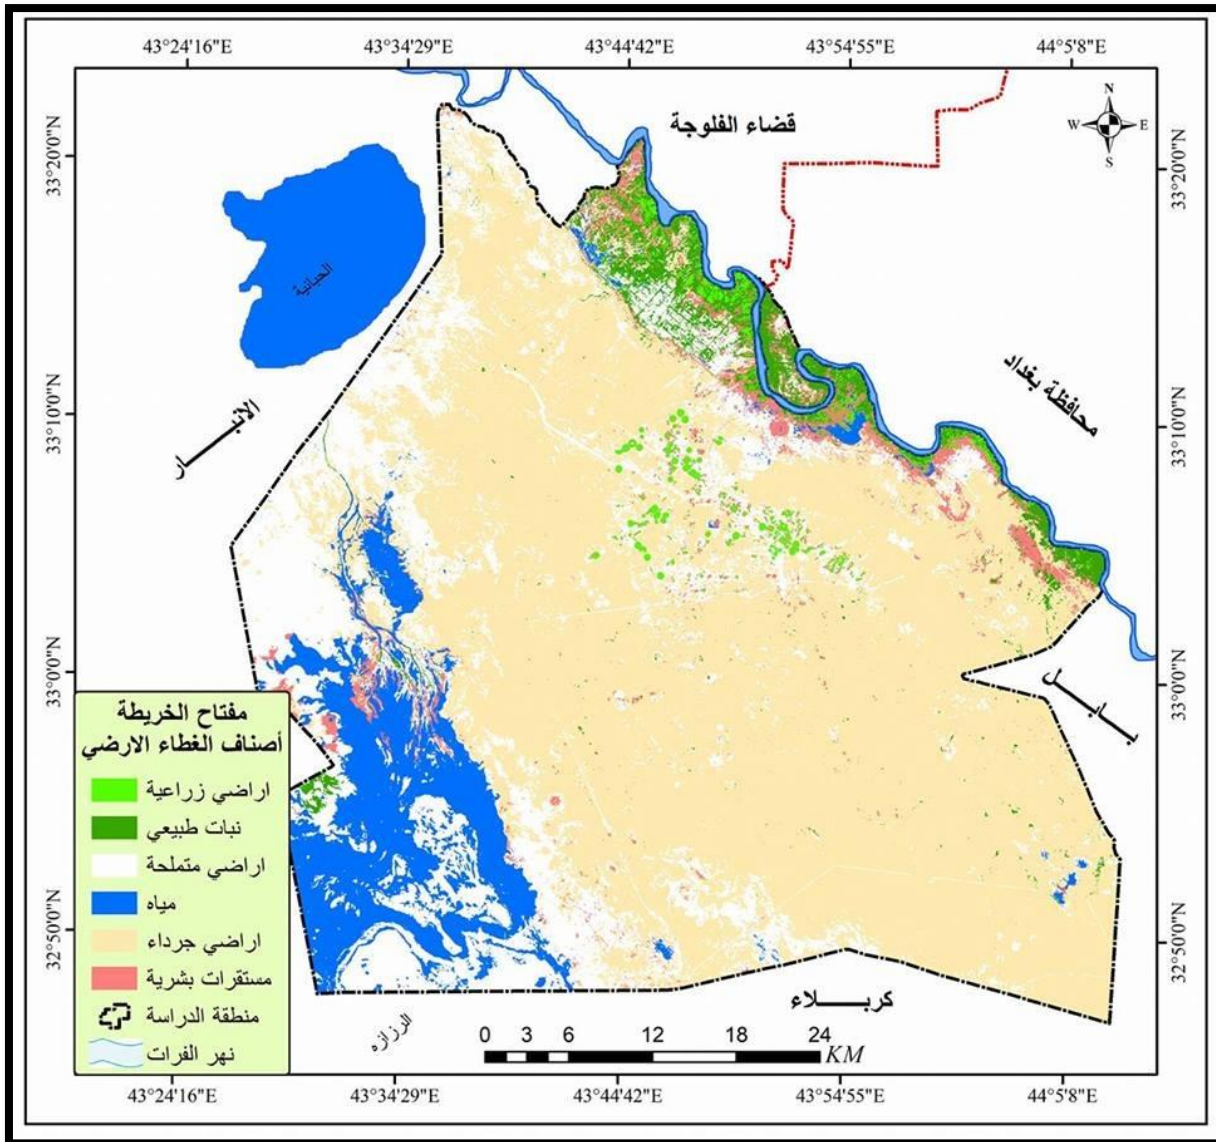 43°24'16"E 43°34'29"E 43°44'42"E 43°54'55"E 44°5'8"E
N
W E
S
قضاء الفلوجة
33°20'0"N 33°20'0"N
الحبانية
محافظة بغداد
الانبـــــار
33°10'0"N 33°10'0"N
33°0'0"N 33°0'0"N
بـــابـــل
مفتاح الخريطة
أصناف الغطاء الارضي
اراضي زراعية
نبات طبيعي
اراضي متملحة
مياه
اراضي جرداء
مستقرات بشرية
منطقة الدراسة
نهر الفرات
32°50'0"N 32°50'0"N
كربـــــلاء
الرزازه
0 3 6 12 18 24
KM
43°24'16"E 43°34'29"E 43°44'42"E 43°54'55"E 44°5'8"E